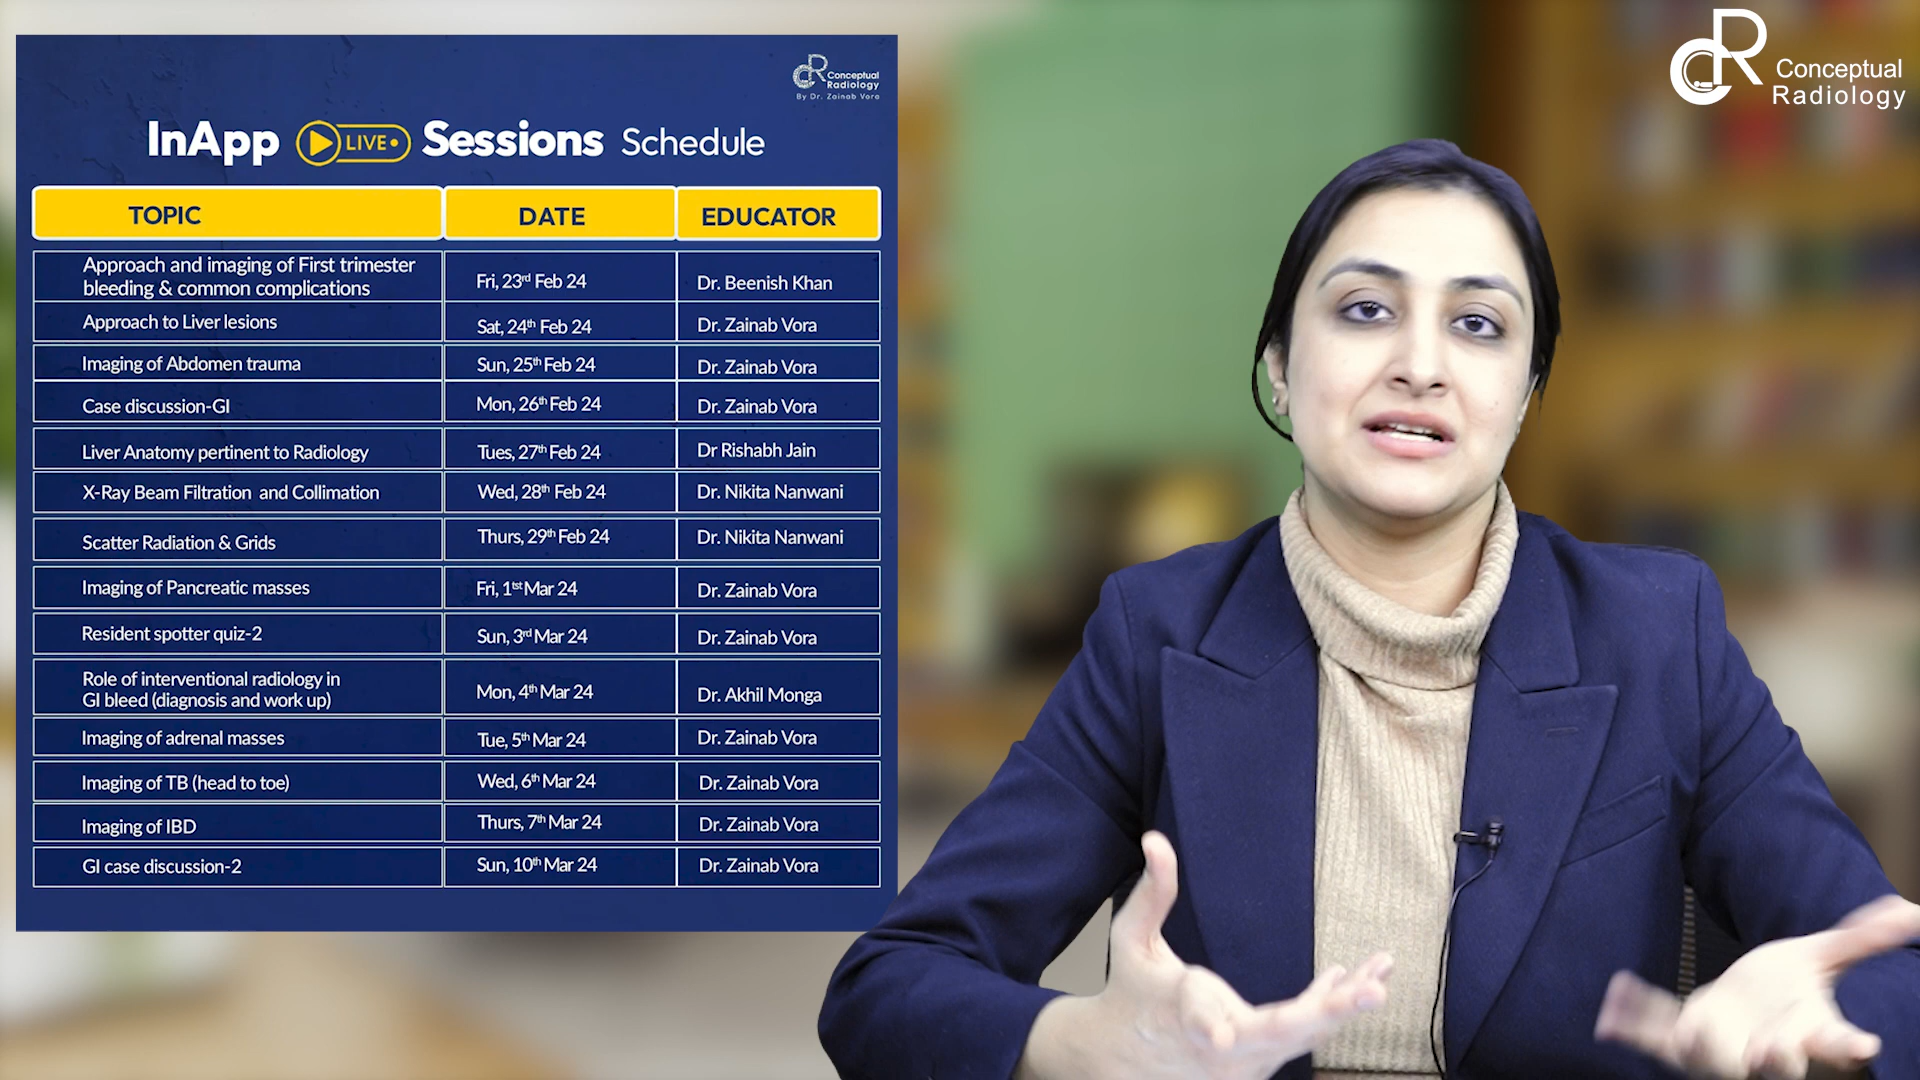 CR Conceptual
Radiology
By Dr. Zainab Vora
InApp LIVE Sessions Schedule
TOPIC DATE EDUCATOR
Approach and imaging of First trimester
bleeding & common complications Fri, 23rd Feb 24 Dr. Beenish Khan
Approach to Liver lesions Sat, 24th Feb 24 Dr. Zainab Vora
Imaging of Abdomen trauma Sun, 25th Feb 24 Dr. Zainab Vora
Case discussion-GI Mon, 26th Feb 24 Dr. Zainab Vora
Liver Anatomy pertinent to Radiology Tues, 27th Feb 24 Dr Rishabh Jain
X-Ray Beam Filtration and Collimation Wed, 28th Feb 24 Dr. Nikita Nanwani
Scatter Radiation & Grids Thurs, 29th Feb 24 Dr. Nikita Nanwani
Imaging of Pancreatic masses Fri, 1tst Mar 24 Dr. Zainab Vora
Resident spotter quiz-2 Sun, 3rd Mar 24 Dr. Zainab Vora
Role of interventional radiology in
GI bleed (diagnosis and work up) Mon, 4th Mar 24 Dr. Akhil Monga
Imaging of adrenal masses Tue, 5th Mar 24 Dr. Zainab Vora
Imaging of TB (head to toe) Wed, 6th Mar 24 Dr. Zainab Vora
Imaging of IBD Thurs, 7th Mar 24 Dr. Zainab Vora
GI case discussion-2 Sun, 10th Mar 24 Dr. Zainab Vora
CR Conceptual
Radiology